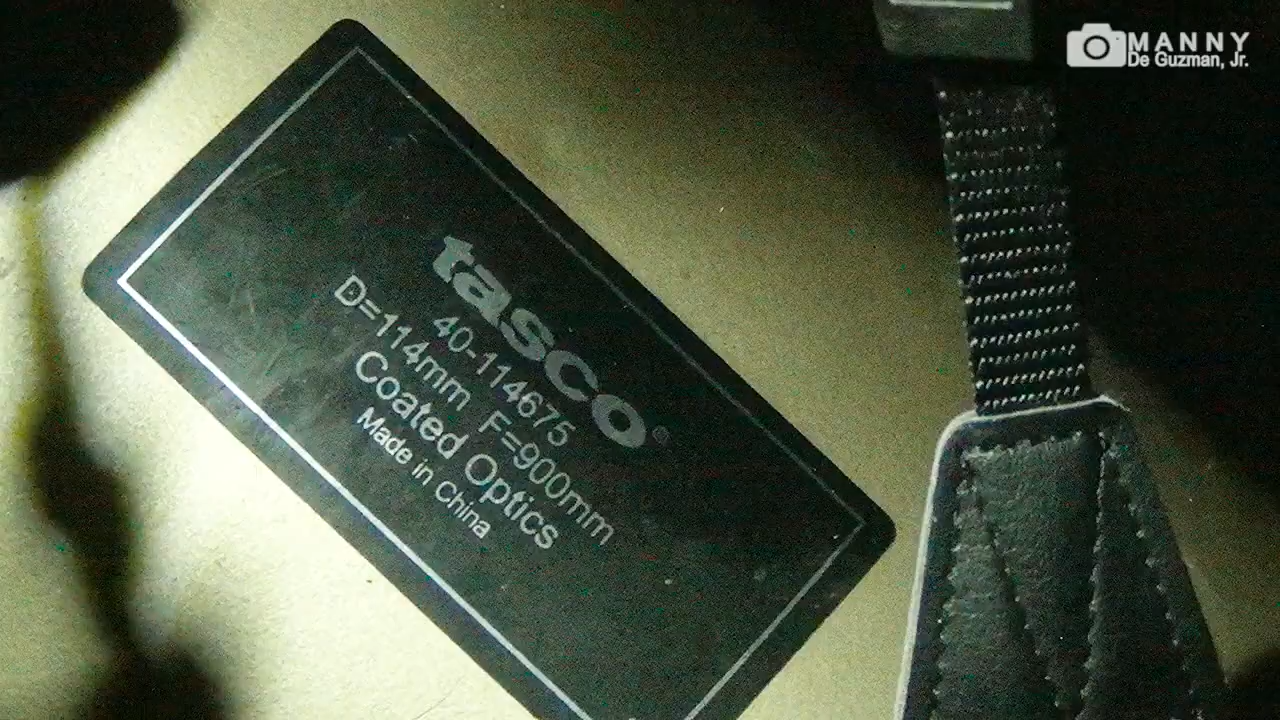 tasco®
40-114675
D=114mm F=900mm
Coated Optics
Made in China
MANNY
De Guzman, Jr.